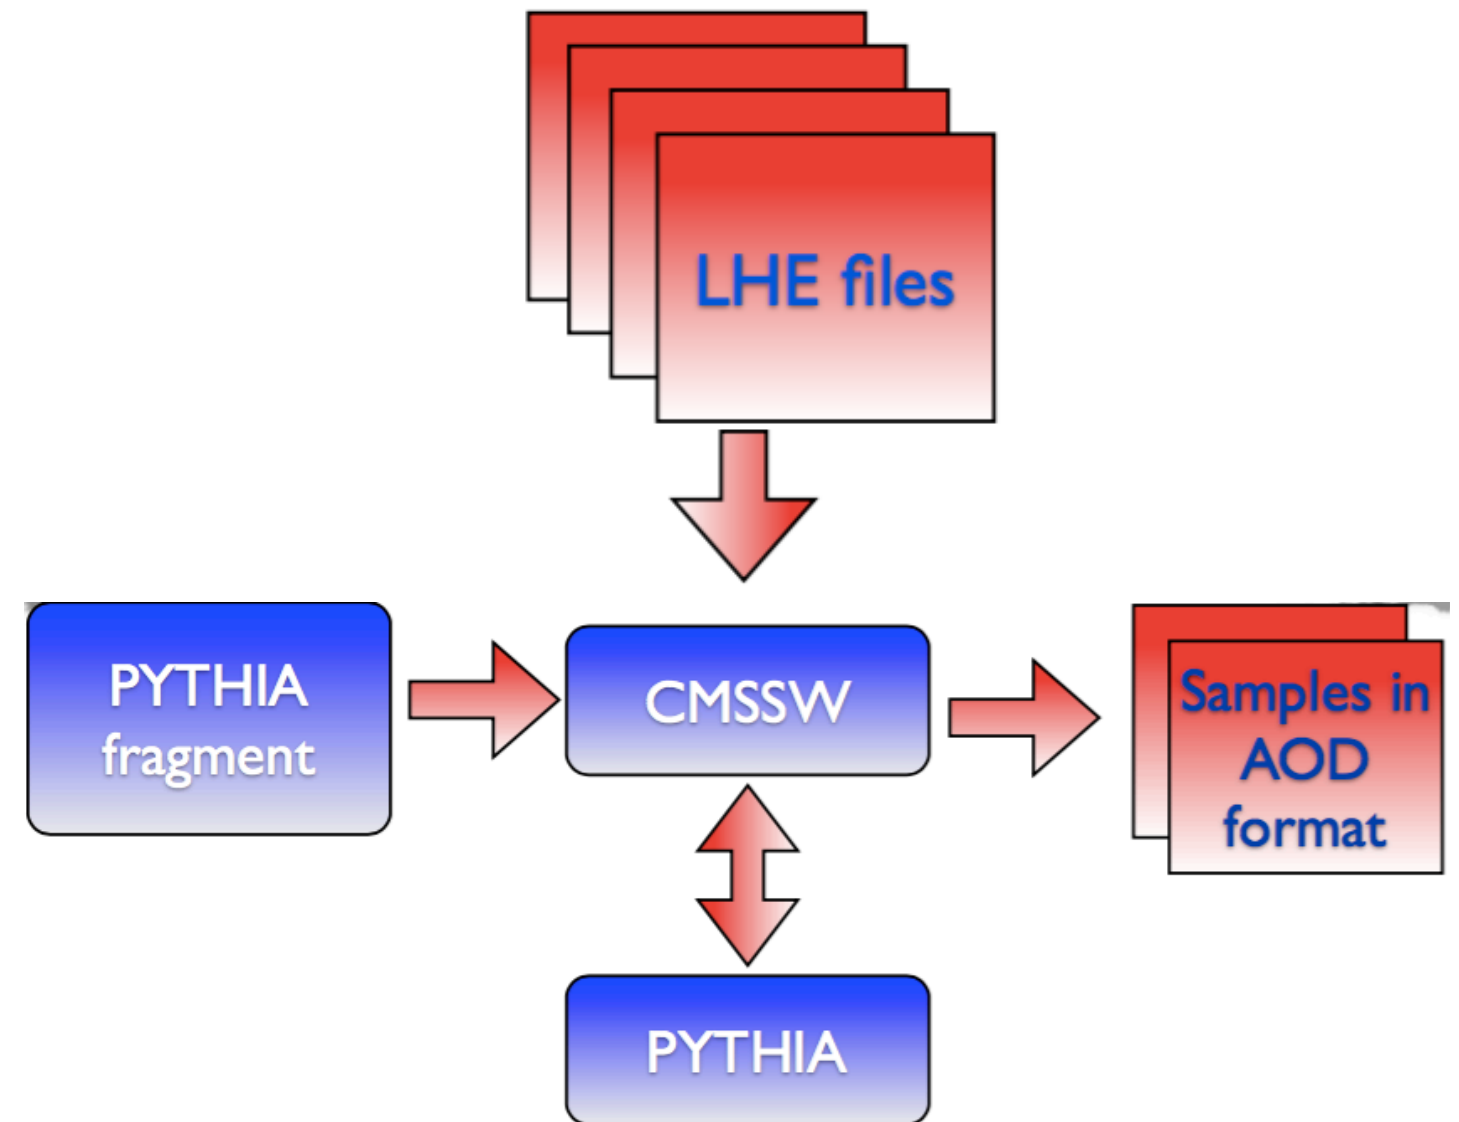 LHE files
PYTHIA
fragment
CMSSW
Samples in
AOD
format
PYTHIA